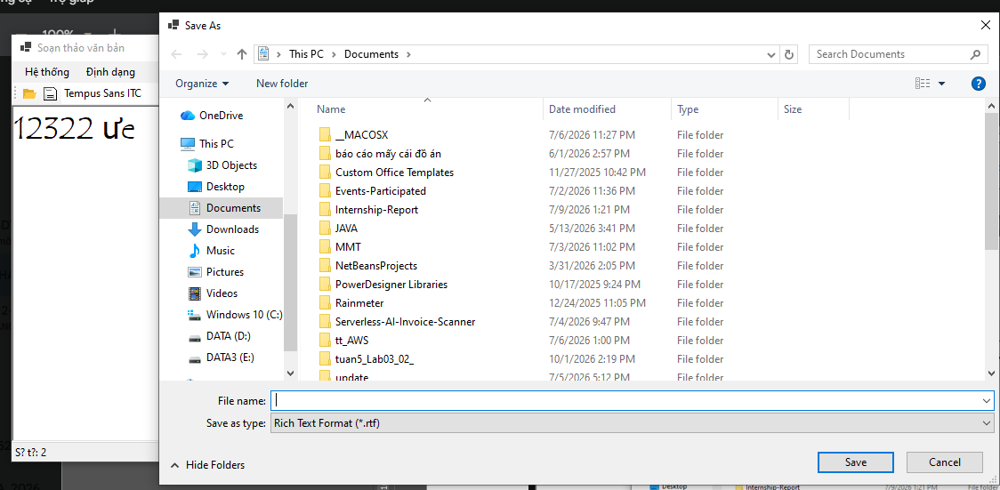 Trợ giúp
100%
Soạn thảo văn bản
Hệ thống Định dạng
Tempus Sans ITC
12322 ưe
S? t?: 2
Save As
This PC > Documents >
Search Documents
Organize New folder
OneDrive
This PC
3D Objects
Desktop
Documents
Downloads
Music
Pictures
Videos
Windows 10 (C:)
DATA (D:)
DATA3 (E:)
Name Date modified Type Size
__MACOSX 7/6/2026 11:27 PM File folder
báo cáo mấy cái đồ án 6/1/2026 2:57 PM File folder
Custom Office Templates 11/27/2025 10:42 PM File folder
Events-Participated 7/2/2026 11:36 PM File folder
Internship-Report 7/9/2026 1:21 PM File folder
JAVA 5/13/2026 3:41 PM File folder
MMT 7/3/2026 11:02 PM File folder
NetBeansProjects 3/31/2026 2:05 PM File folder
PowerDesigner Libraries 10/17/2025 9:24 PM File folder
Rainmeter 12/24/2025 11:05 PM File folder
Serverless-AI-Invoice-Scanner 7/4/2026 9:47 PM File folder
tt_AWS 7/6/2026 1:00 PM File folder
tuan5_Lab03_02_ 10/1/2026 2:19 PM File folder
update 7/5/2026 5:12 PM File folder
File name:
Save as type: Rich Text Format (*.rtf)
Hide Folders
Save Cancel
Desktop Internship-Report 7/9/2026 1:21 PM File folder